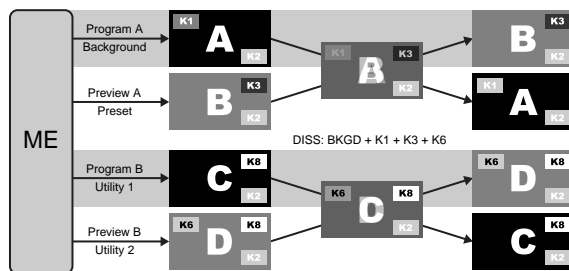 ME
Program A
Background
K1
A
K2
K1
K3
A
B
K2
K3
B
K2
Preview A
Preset
K3
B
K2
K1
A
K2
DISS: BKGD + K1 + K3 + K6
Program B
Utility 1
K8
C
K2
K6
K8
C
D
K2
K6
K8
D
K2
Preview B
Utility 2
K6
K8
D
K2
K8
C
K2